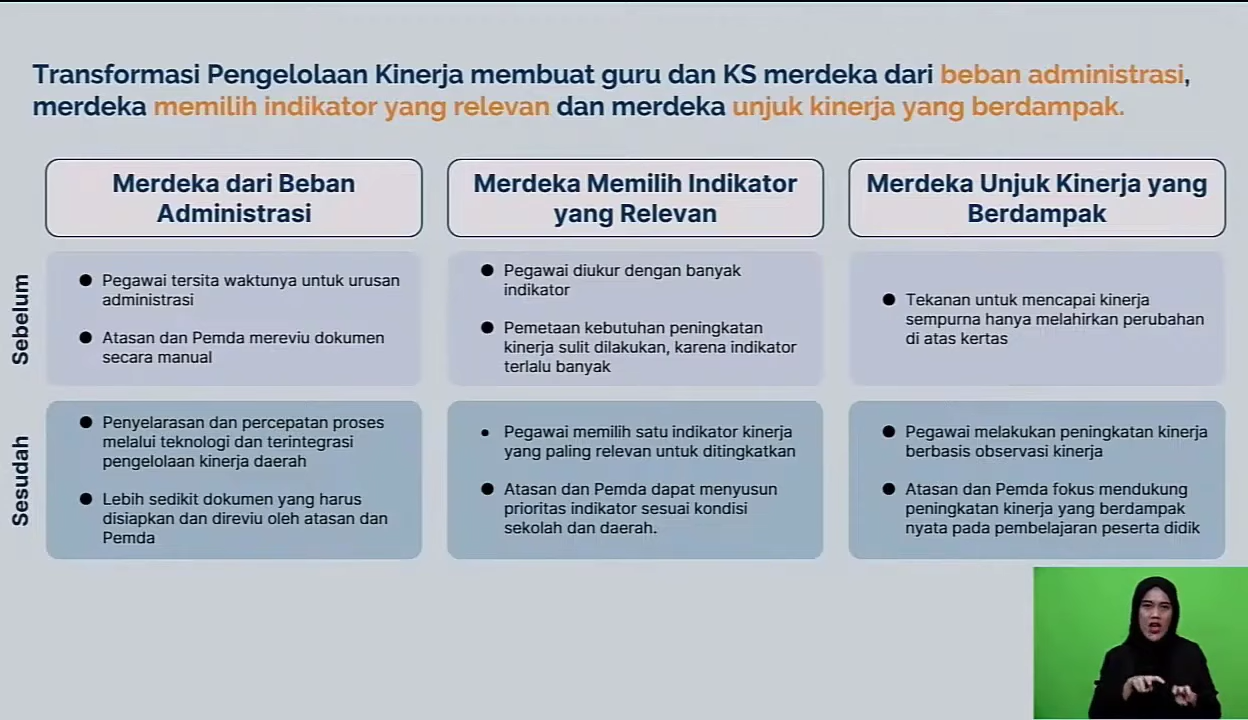 Transformasi Pengelolaan Kinerja membuat guru dan KS merdeka dari beban administrasi,
merdeka memilih indikator yang relevan dan merdeka unjuk kinerja yang berdampak.
Merdeka dari Beban
Administrasi
Merdeka Memilih Indikator
yang Relevan
Merdeka Unjuk Kinerja yang
Berdampak
Sebelum
● Pegawai tersita waktunya untuk urusan
administrasi
● Atasan dan Pemda mereviu dokumen
secara manual
● Pegawai diukur dengan banyak
indikator
● Pemetaan kebutuhan peningkatan
kinerja sulit dilakukan, karena indikator
terlalu banyak
● Tekanan untuk mencapai kinerja
sempurna hanya melahirkan perubahan
di atas kertas
Sesudah
● Penyelarasan dan percepatan proses
melalui teknologi dan terintegrasi
pengelolaan kinerja daerah
● Lebih sedikit dokumen yang harus
disiapkan dan direviu oleh atasan dan
Pemda
• Pegawai memilih satu indikator kinerja
yang paling relevan untuk ditingkatkan
● Atasan dan Pemda dapat menyusun
prioritas indikator sesuai kondisi
sekolah dan daerah.
● Pegawai melakukan peningkatan kinerja
berbasis observasi kinerja
● Atasan dan Pemda fokus mendukung
peningkatan kinerja yang berdampak
nyata pada pembelajaran peserta didik